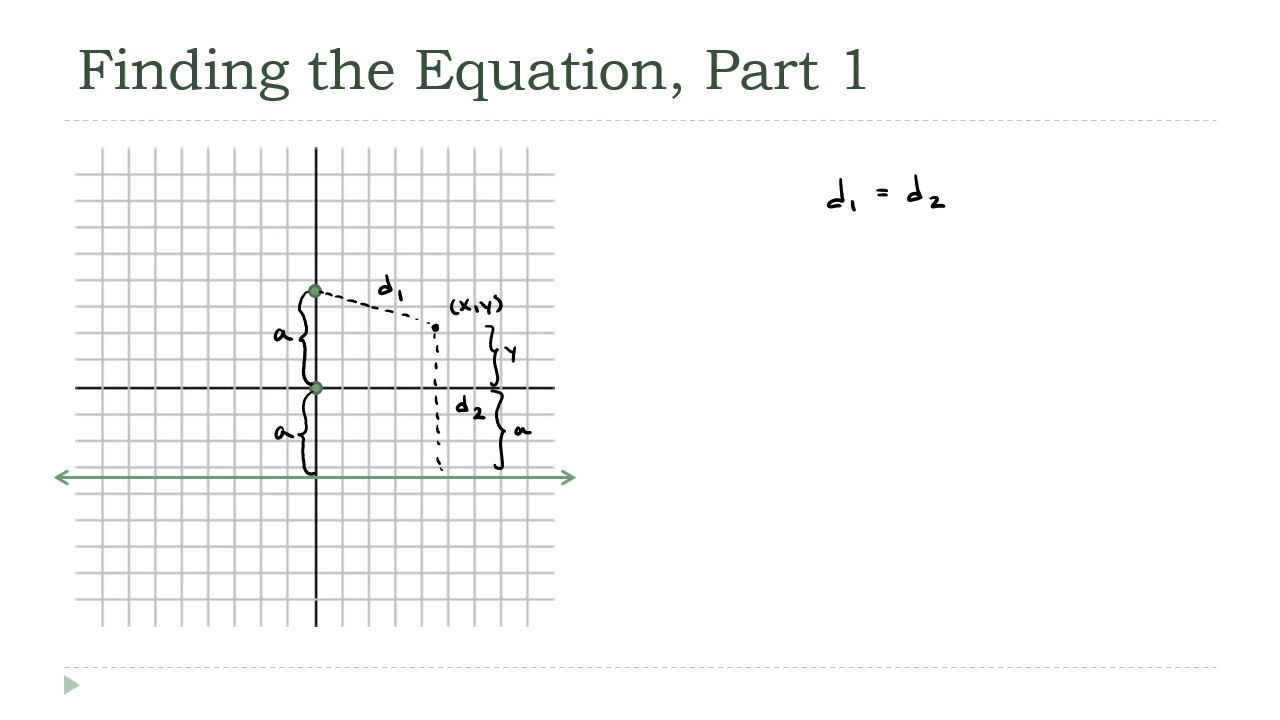 Finding the Equation, Part 1
d₁ = d₂
d₁
(x,y)
a
y
d₂
a
a